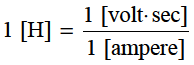 1 [H] = 1 [volt·sec] / 1 [ampere]